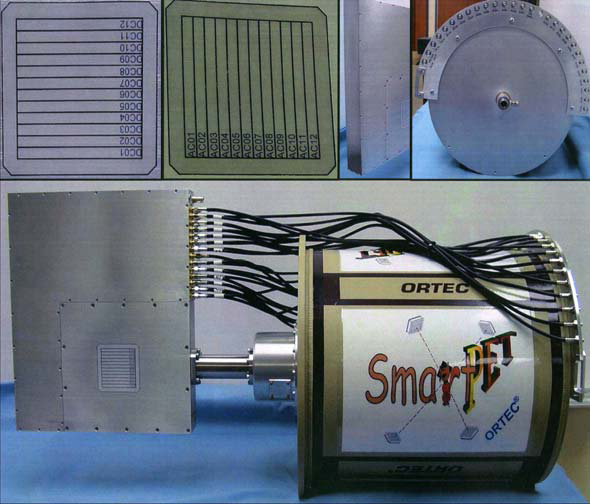 DC12
DC11
DC10
DC09
DC08
DC07
DC06
DC05
DC04
DC03
DC02
DC01
AC01
AC02
AC03
AC04
AC05
AC06
AC07
AC08
AC09
AC10
AC11
AC12
ORTEC
SmartPET
ORTEC®
ORTEC